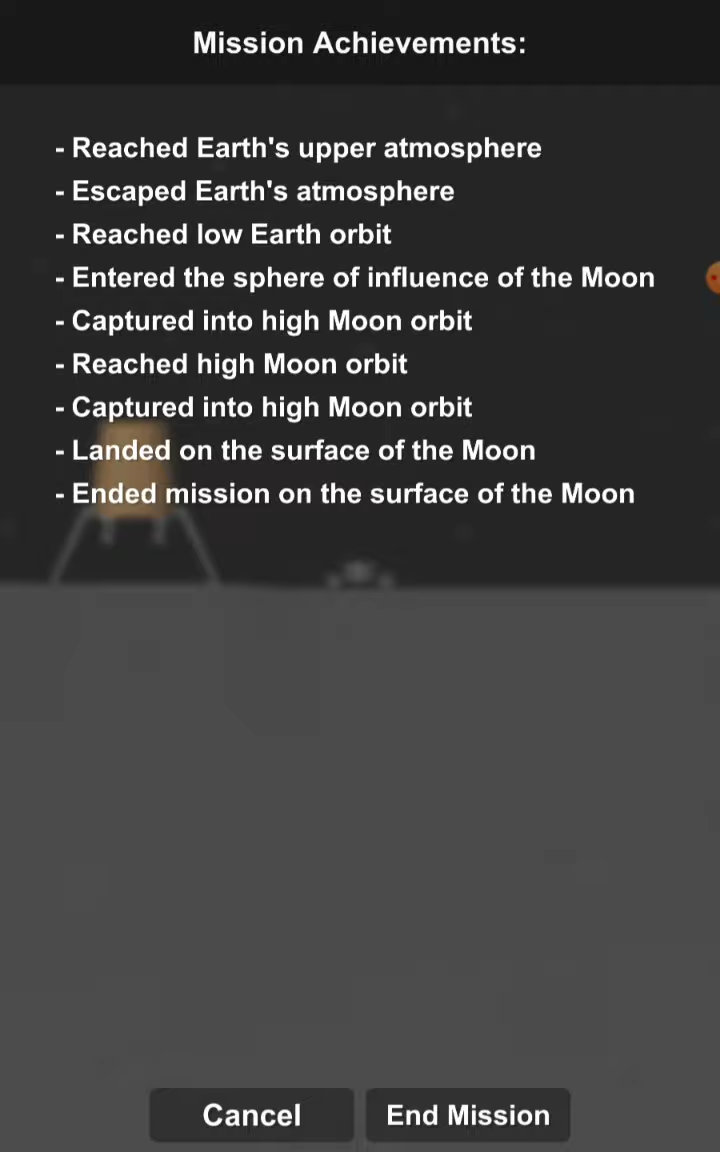 Mission Achievements:
- Reached Earth's upper atmosphere
- Escaped Earth's atmosphere
- Reached low Earth orbit
- Entered the sphere of influence of the Moon
- Captured into high Moon orbit
- Reached high Moon orbit
- Captured into high Moon orbit
- Landed on the surface of the Moon
- Ended mission on the surface of the Moon
Cancel
End Mission